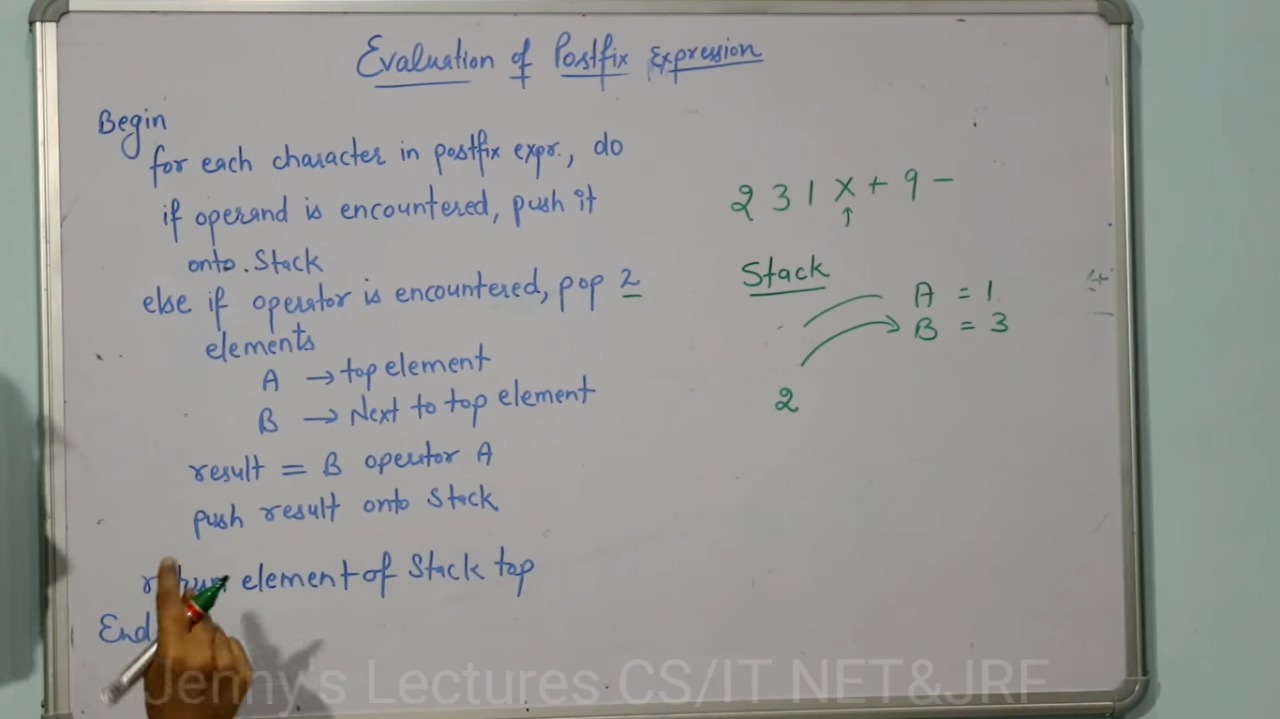 Evaluation of Postfix Expression
Begin
for each character in postfix expr., do
if operand is encountered, push it
onto Stack
else if operator is encountered, pop 2
elements
A → top element
B → Next to top element
result = B operator A
push result onto Stack
element of Stack top
End
2 3 1 × + 9 −
↑
Stack
A = 1
B = 3
2
Jenny's Lectures CS/IT NET&JRF